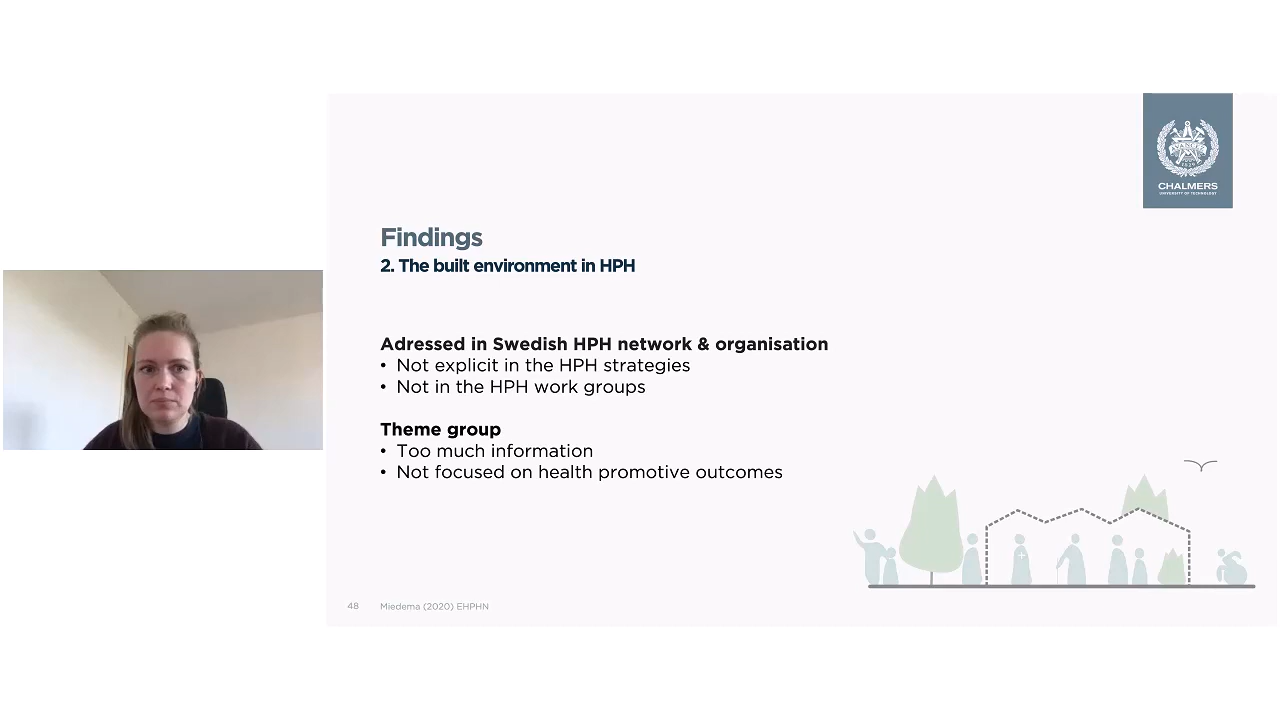 AVANCEZ
1829
CHALMERS
UNIVERSITY OF TECHNOLOGY
Findings
2. The built environment in HPH
Adressed in Swedish HPH network & organisation
• Not explicit in the HPH strategies
• Not in the HPH work groups
Theme group
• Too much information
• Not focused on health promotive outcomes
48 Miedema (2020) EHPHN